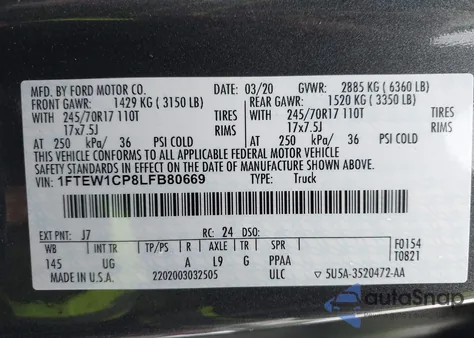 MFD. BY FORD MOTOR CO. 03/20 GVWR: 2885 KG ( 6360 LB)
FRONT GAWR: 1429 KG ( 3150 LB) REAR GAWR: 1520 KG ( 3350 LB)
WITH 245/70R17 110T TIRES WITH 245/70R17 110T TIRES
17x7.5J RIMS 17x7.5J RIMS
AT 250 kPa/ 36 PSI COLD AT 250 kPa/ 36 PSI COLD
THIS VEHICLE CONFORMS TO ALL APPLICABLE FEDERAL MOTOR VEHICLE
SAFETY STANDARDS IN EFFECT ON THE DATE OF MANUFACTURE SHOWN ABOVE.
VIN: 1FTEW1CP8LFB80669 TYPE: Truck
EXT PNT: J7 RC: 24 DSO:
WB INT TR TP/PS R AXLE TR SPR F0154
145 UG A L9 G PPAA T0821
MADE IN U.S.A. 2202003032505 ULC ▽ 5U5A-3520472-AA
autoSnap